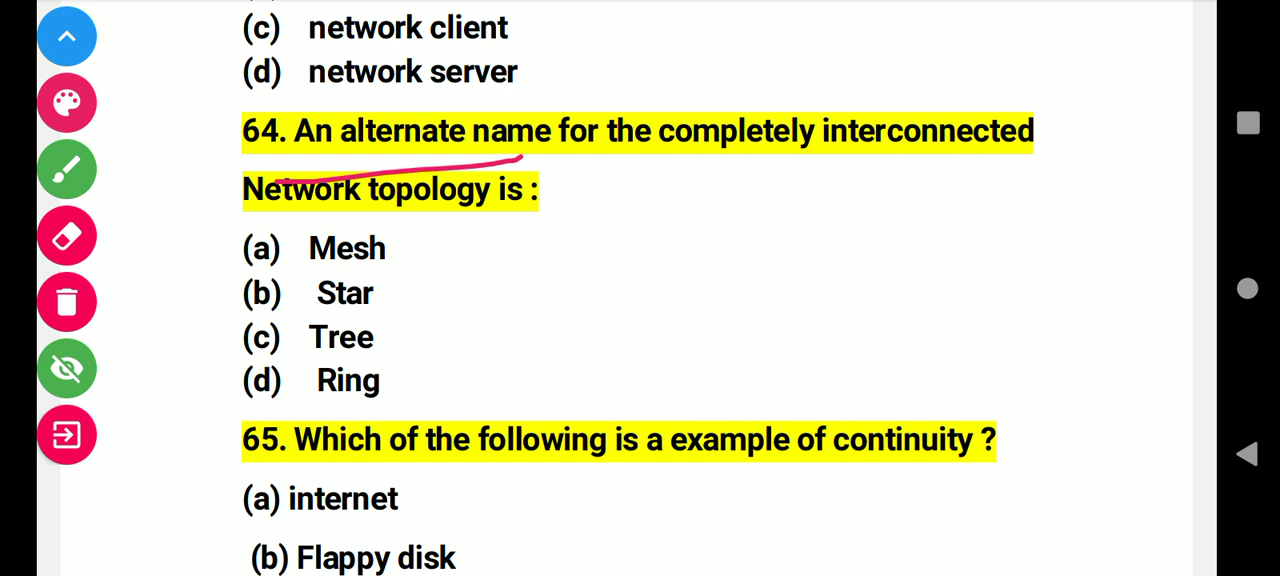 (c) network client
(d) network server
64. An alternate name for the completely interconnected
Network topology is :
(a) Mesh
(b) Star
(c) Tree
(d) Ring
65. Which of the following is a example of continuity ?
(a) internet
(b) Flappy disk